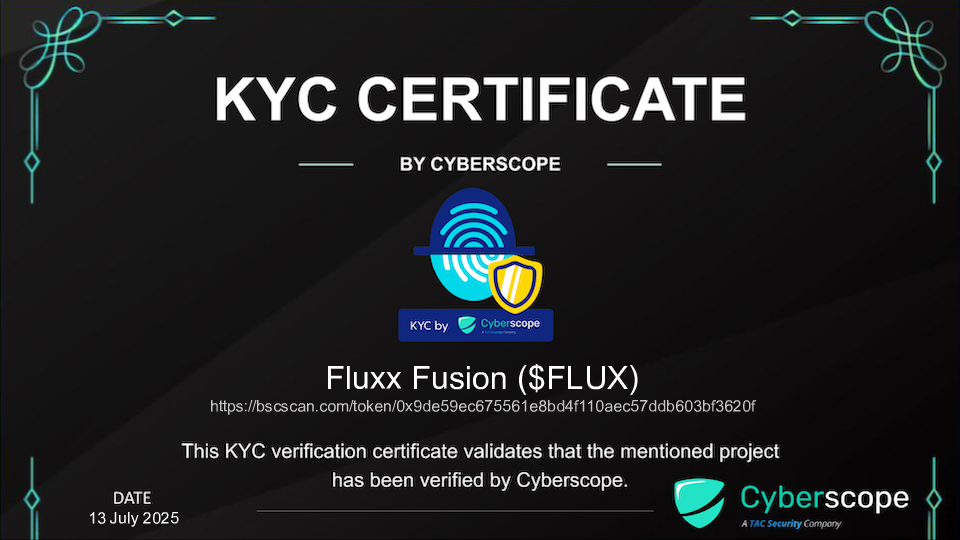 KYC CERTIFICATE
BY CYBERSCOPE
KYC by Cyberscope
Fluxx Fusion ($FLUX)
https://bscscan.com/token/0x9de59ec675561e8bd4f110aec57ddb603bf3620f
This KYC verification certificate validates that the mentioned project
has been verified by Cyberscope.
DATE
13 July 2025
Cyberscope
A TAC Security Company